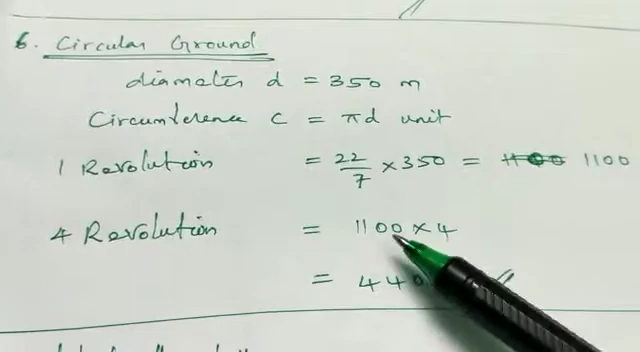 6. Circular Ground
diameter d = 350 m
Circumference C = πd unit
1 Revolution = 22/7 × 350 = 1100
4 Revolution = 1100 × 4
= 440